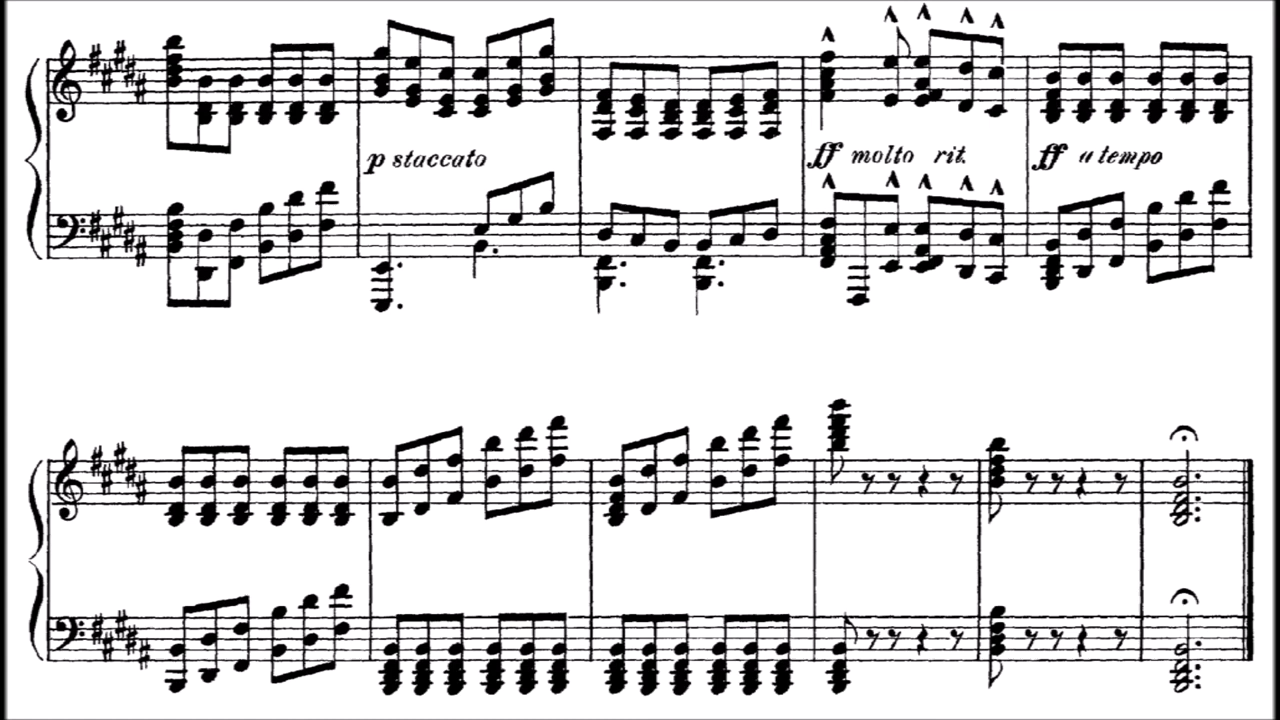 p staccato
ff molto rit.
ff a tempo